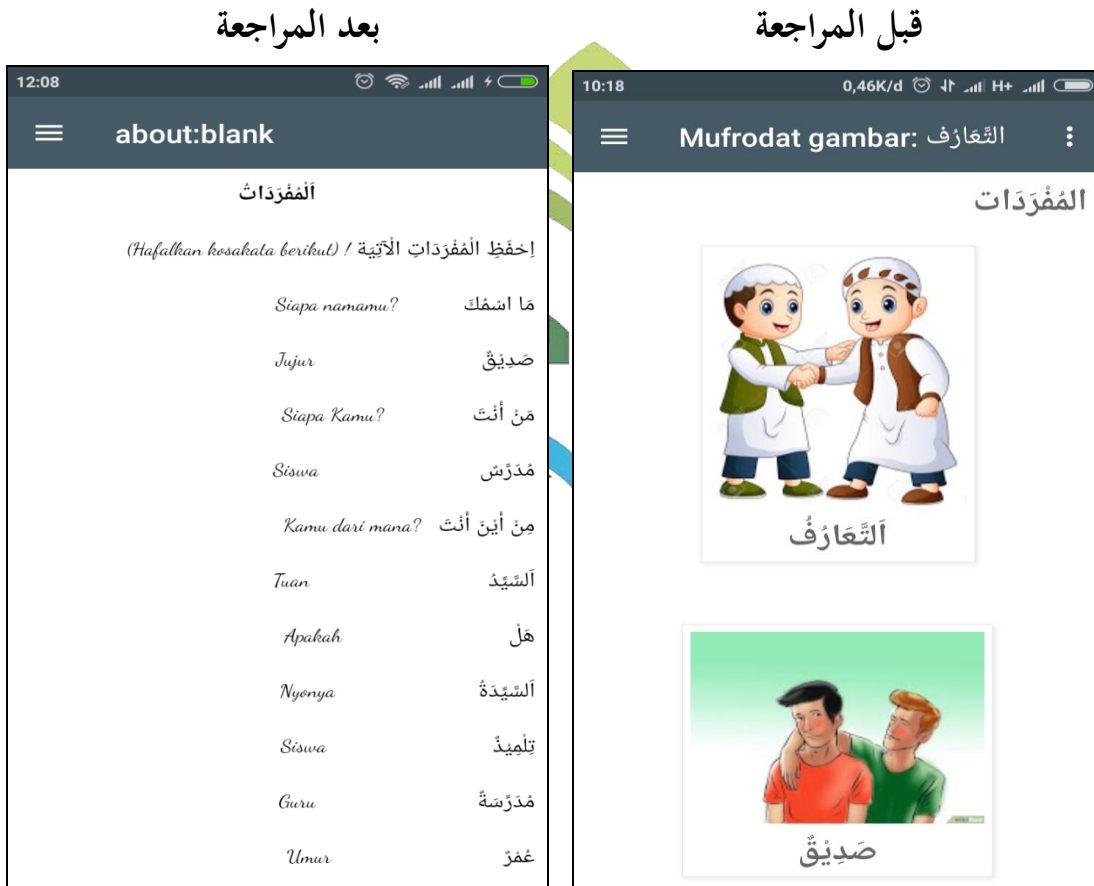 قبل المراجعة
بعد المراجعة
10:18 0,46K/d H+
Mufrodat gambar: التَّعَارُف
المُفْرَدَات
اَلتَّعَارُفُ
صَدِيْقٌ
12:08
about:blank
اَلْمُفْرَدَاتُ
اِحْفَظِ الْمُفْرَدَاتِ الْآتِيَة ! (Hafalkan kosakata berikut)
مَا اسْمُكَ Siapa namamu?
صَدِيْقٌ Jujur
مَنْ أَنْتَ Siapa Kamu?
مُدَرِّسٌ Siswa
مِنْ أَيْنَ أَنْتَ Kamu dari mana?
اَلسَّيِّدُ Tuan
هَلْ Apakah
اَلسَّيِّدَةُ Nyonya
تِلْمِيْذٌ Siswa
مُدَرِّسَةٌ Guru
عُمْرٌ Umur